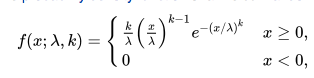 f(x; λ, k) = { k/λ (x/λ)^{k−1} e^{−(x/λ)^k}   x ≥ 0,
0   x < 0,